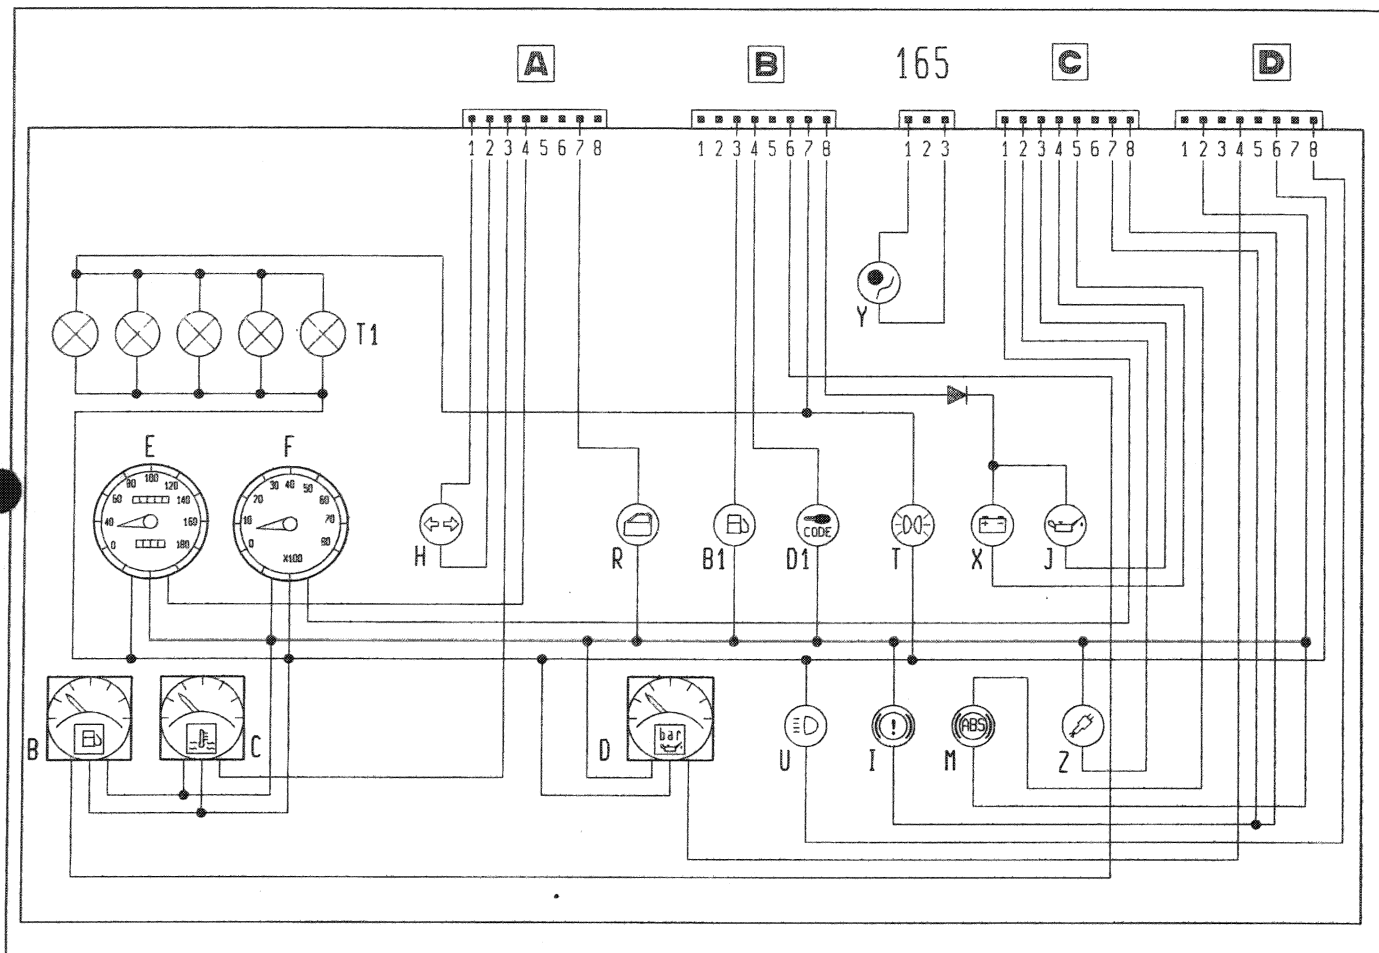 A B 165 C D
1 2 3 4 5 6 7 8 1 2 3 4 5 6 7 8 1 2 3 1 2 3 4 5 6 7 8 1 2 3 4 5 6 7 8
Y
T1
E F
0 40 60 80 100 120 140 160 180
0 10 20 30 40 50 60 70 80
X100
CODE
H R B1 D1 T X J
bar
ABS
!
B C D U I M Z